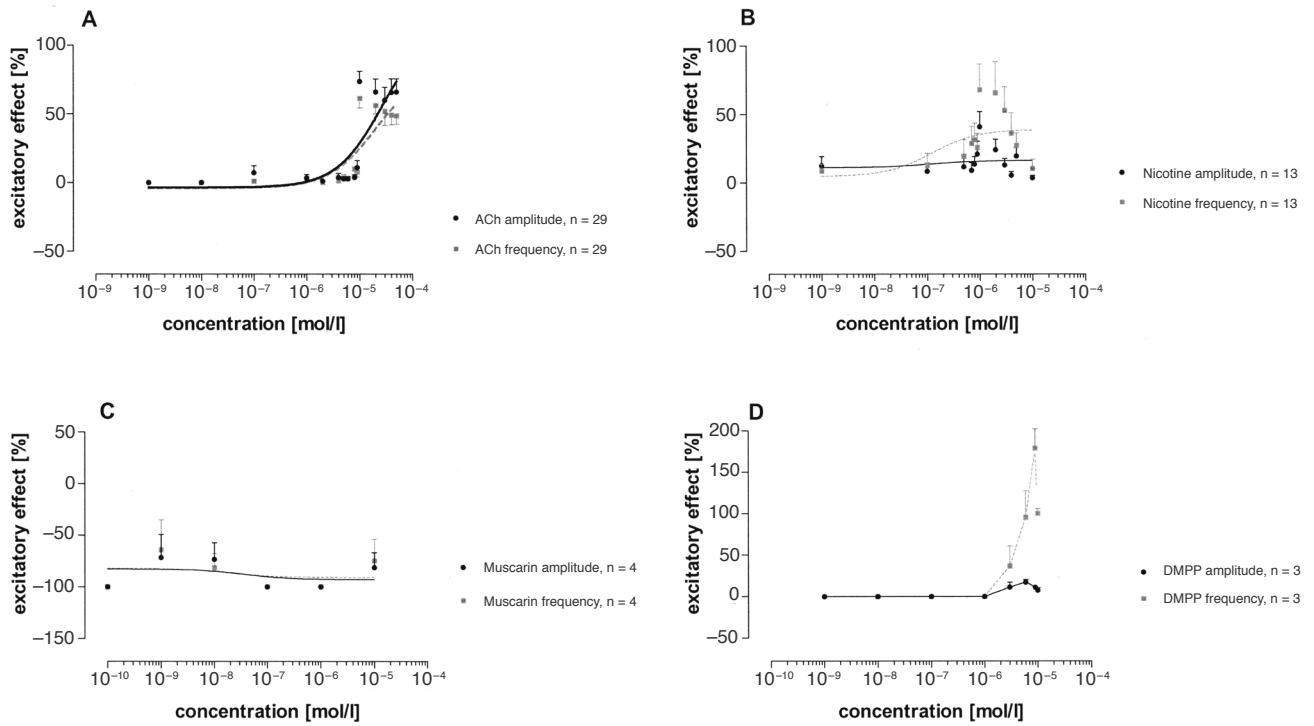 A
excitatory effect [%]
100
50
0
−50
10⁻⁹ 10⁻⁹ 10⁻⁸ 10⁻⁷ 10⁻⁶ 10⁻⁵ 10⁻⁴
concentration [mol/l]
ACh amplitude, n = 29
ACh frequency, n = 29
B
excitatory effect [%]
100
50
0
−50
10⁻⁹ 10⁻⁸ 10⁻⁷ 10⁻⁶ 10⁻⁵ 10⁻⁴
concentration [mol/l]
Nicotine amplitude, n = 13
Nicotine frequency, n = 13
C
excitatory effect [%]
50
0
−50
−100
−150
10⁻¹⁰ 10⁻⁹ 10⁻⁸ 10⁻⁷ 10⁻⁶ 10⁻⁵ 10⁻⁴
concentration [mol/l]
Muscarin amplitude, n = 4
Muscarin frequency, n = 4
D
excitatory effect [%]
200
150
100
50
0
−50
10⁻¹⁰ 10⁻⁹ 10⁻⁸ 10⁻⁷ 10⁻⁶ 10⁻⁵ 10⁻⁴
concentration [mol/l]
DMPP amplitude, n = 3
DMPP frequency, n = 3